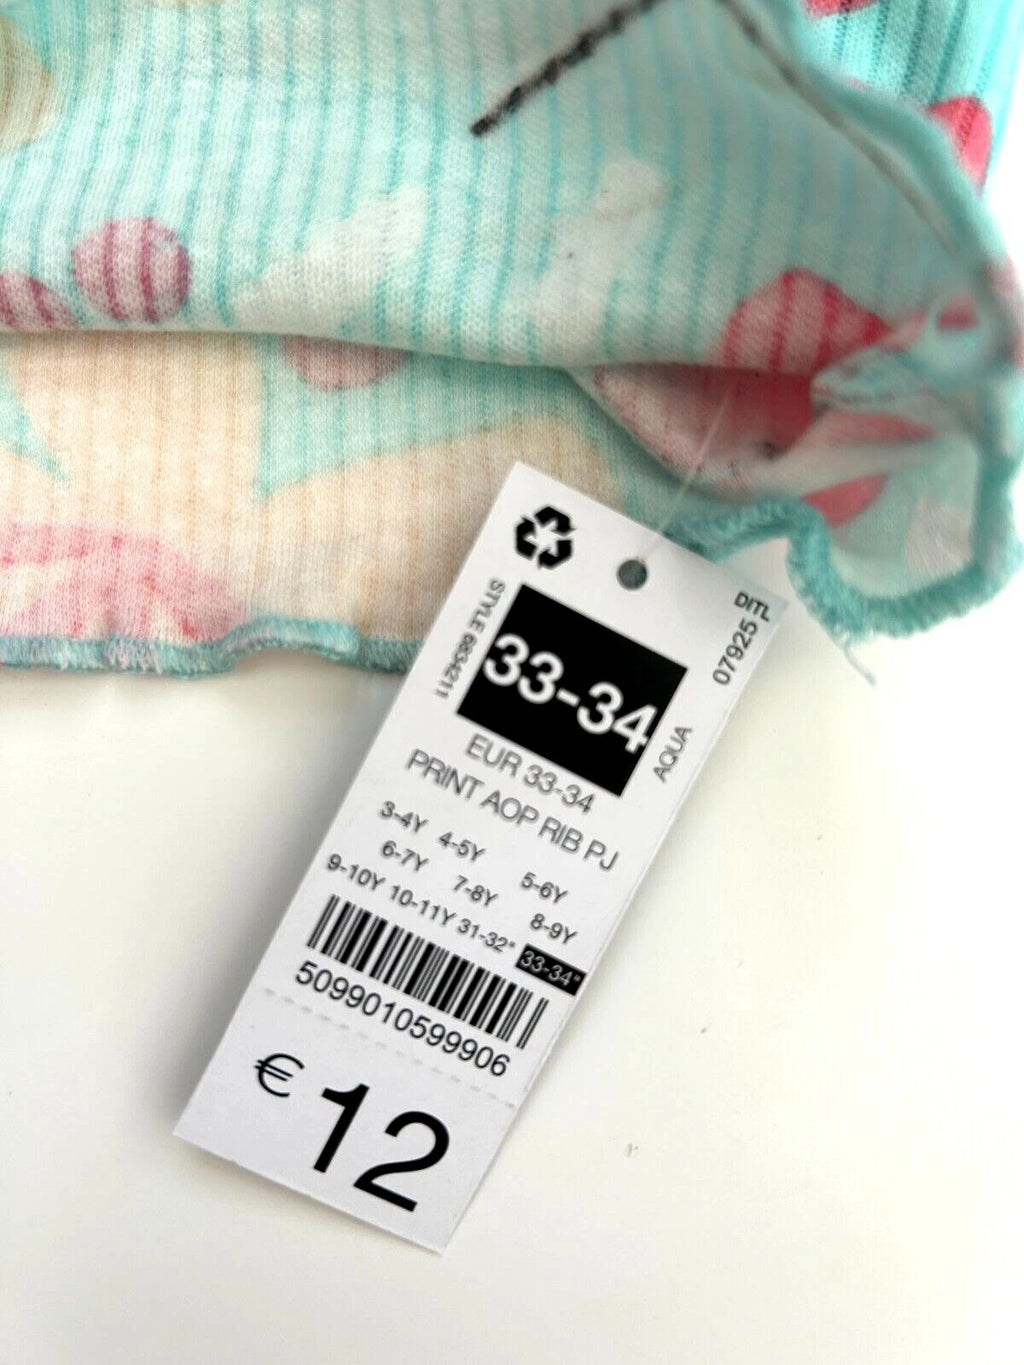 STYLE 6834211
33-34
DITL
07925
AQUA
EUR 33-34
PRINT AOP RIB PJ
3-4Y 4-5Y 5-6Y
6-7Y 7-8Y 8-9Y
9-10Y 10-11Y 31-32" 33-34"
5099010599906
€12